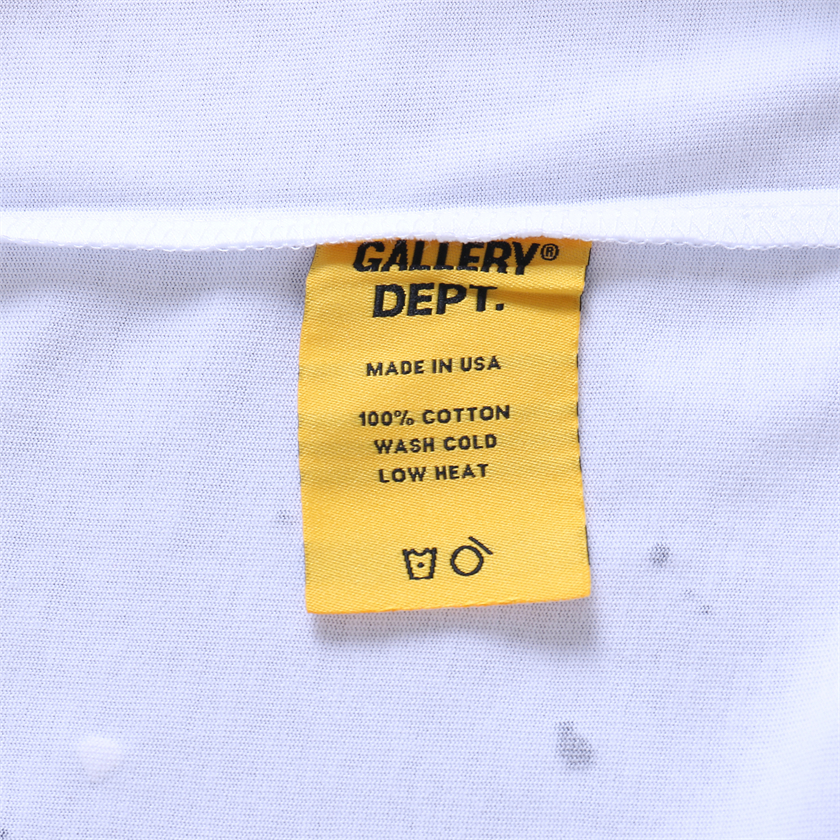 GALLERY®
DEPT.
MADE IN USA
100% COTTON
WASH COLD
LOW HEAT